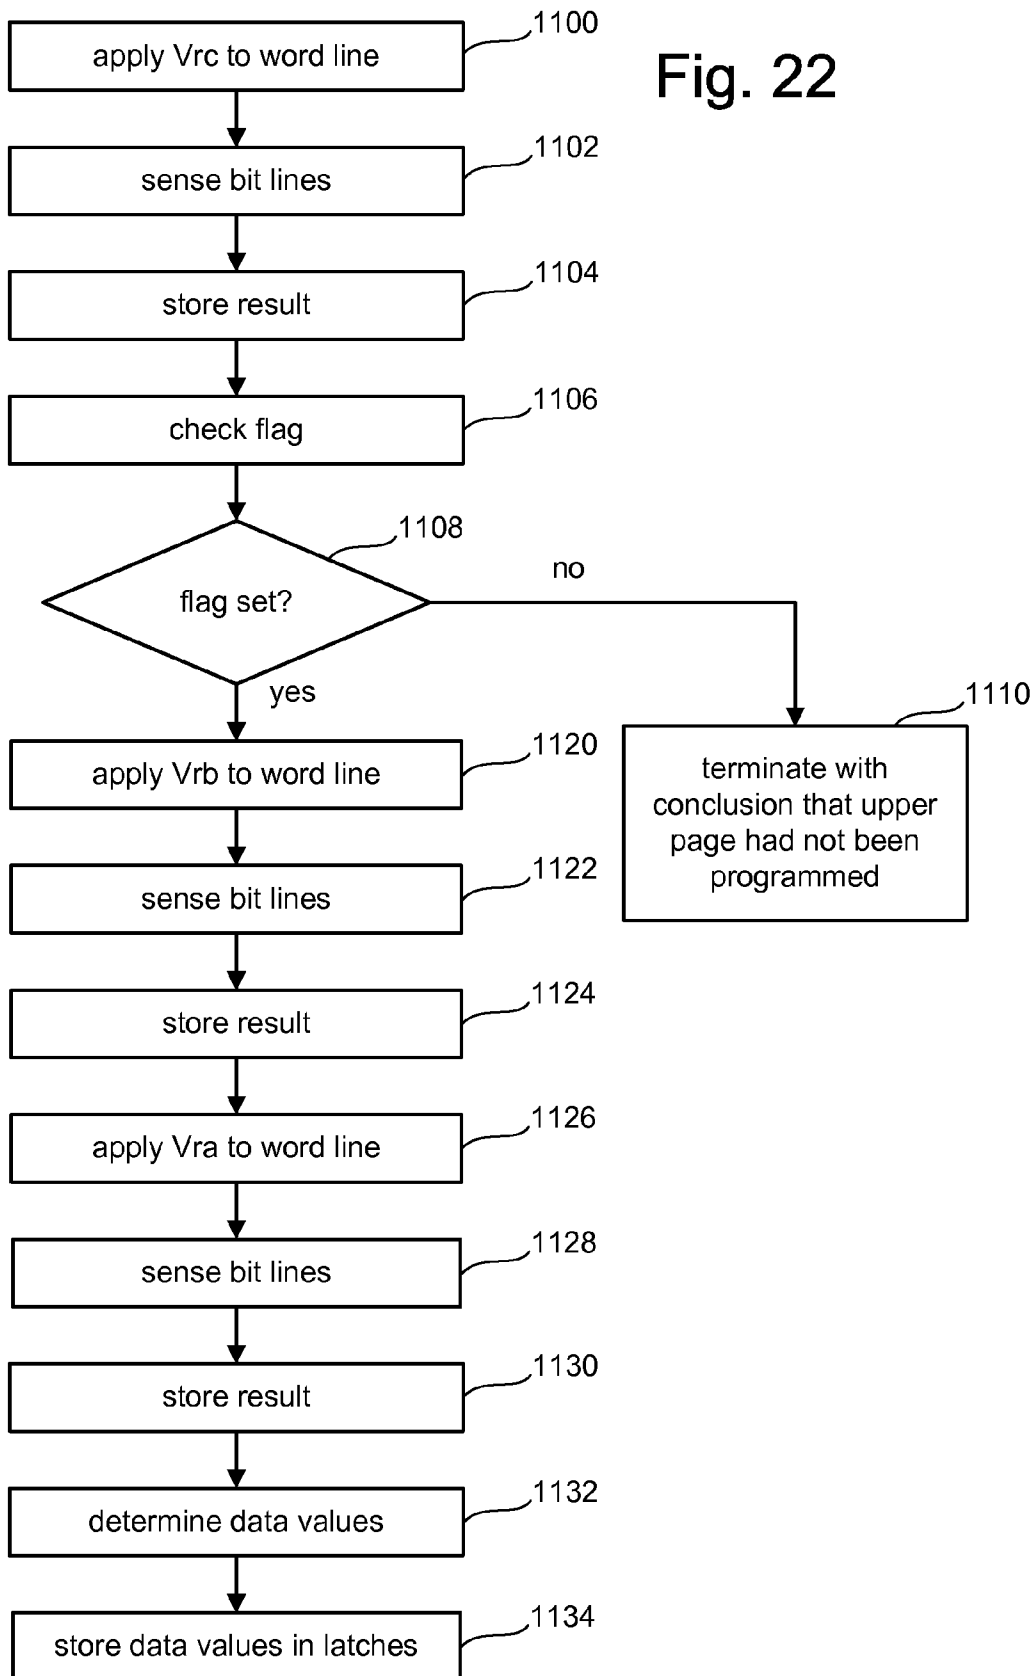 1100
apply Vrc to word line
Fig. 22
1102
sense bit lines
1104
store result
1106
check flag
1108
flag set?
no
yes
1110
terminate with
conclusion that upper
page had not been
programmed
1120
apply Vrb to word line
1122
sense bit lines
1124
store result
1126
apply Vra to word line
1128
sense bit lines
1130
store result
1132
determine data values
1134
store data values in latches